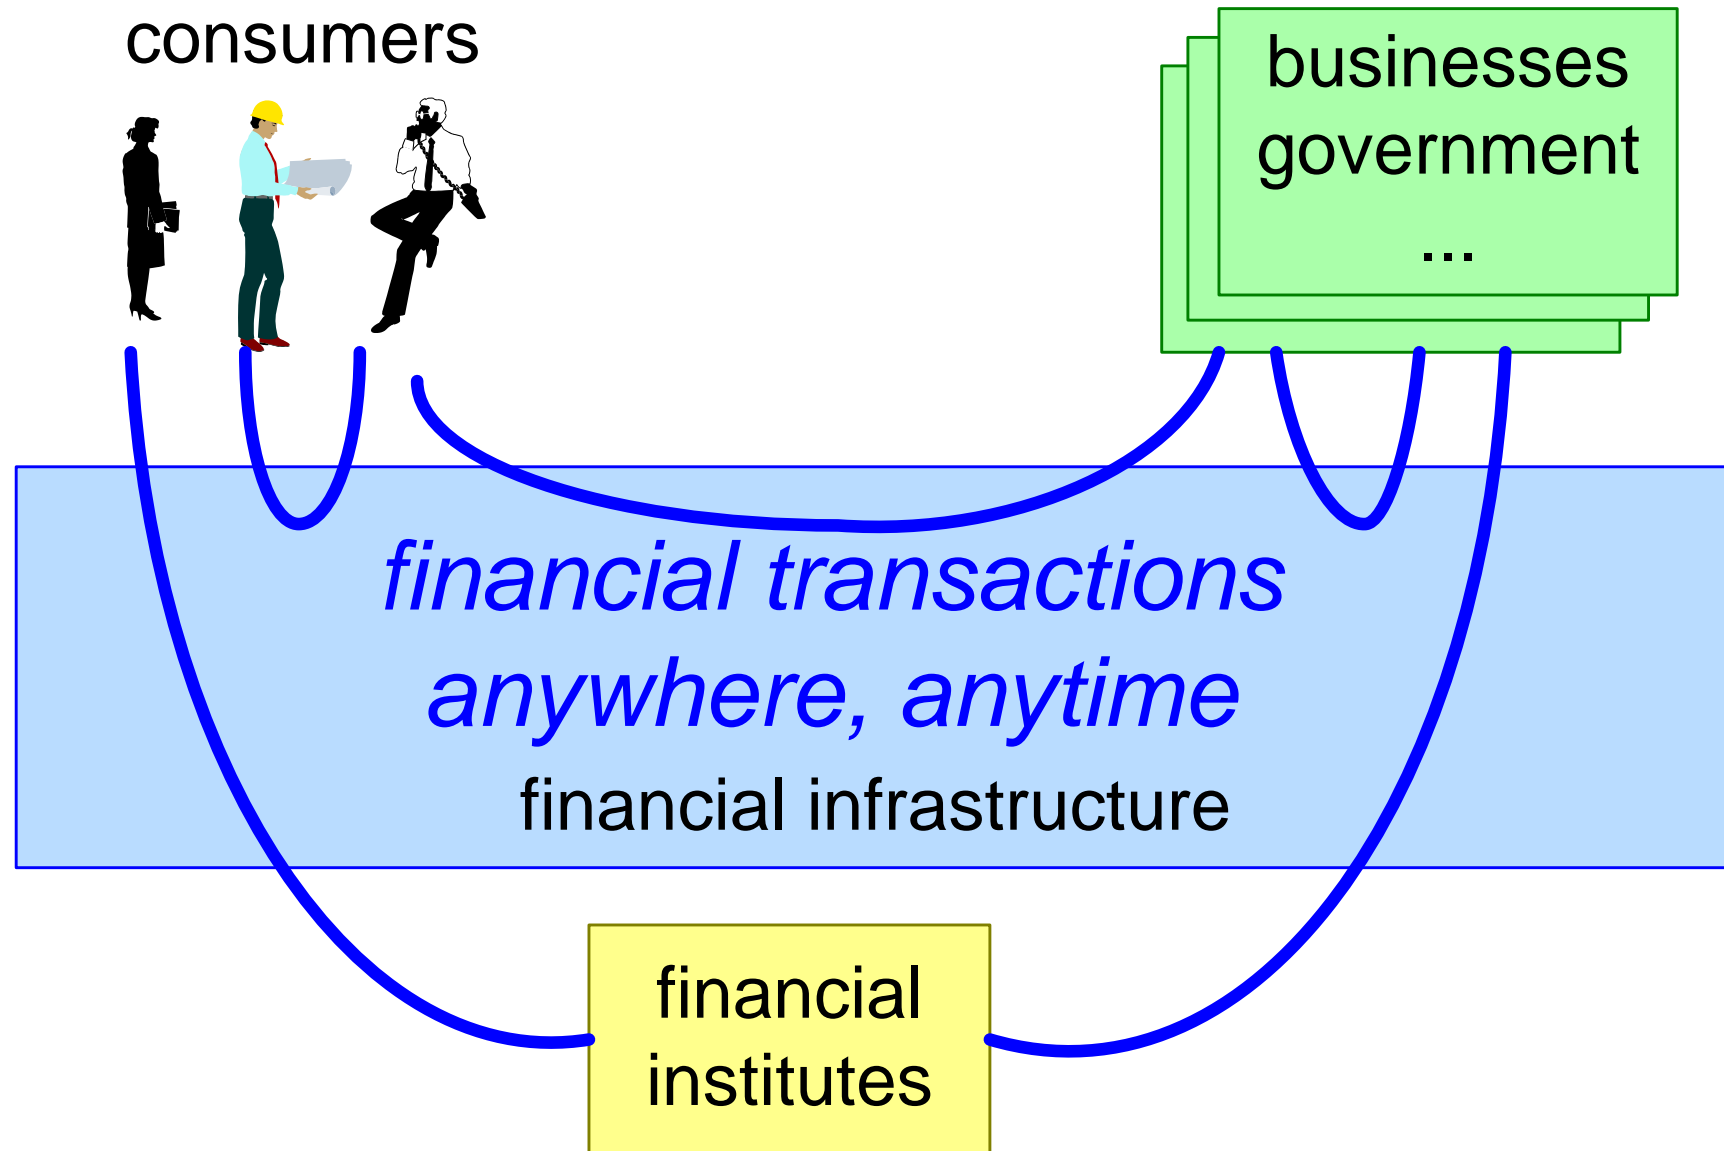 consumers
businesses
government
...
financial transactions
anywhere, anytime
financial infrastructure
financial
institutes